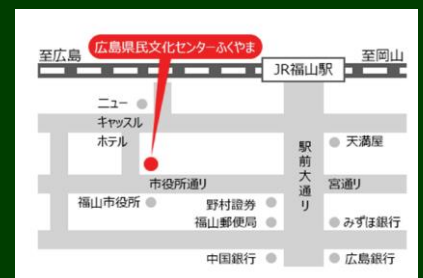 広島県民文化センターふくやま
至広島
至岡山
JR福山駅
ニュー
キャッスル
ホテル
駅前大通り
天満屋
市役所通り
宮通り
福山市役所
野村證券
福山郵便局
みずほ銀行
中国銀行
広島銀行